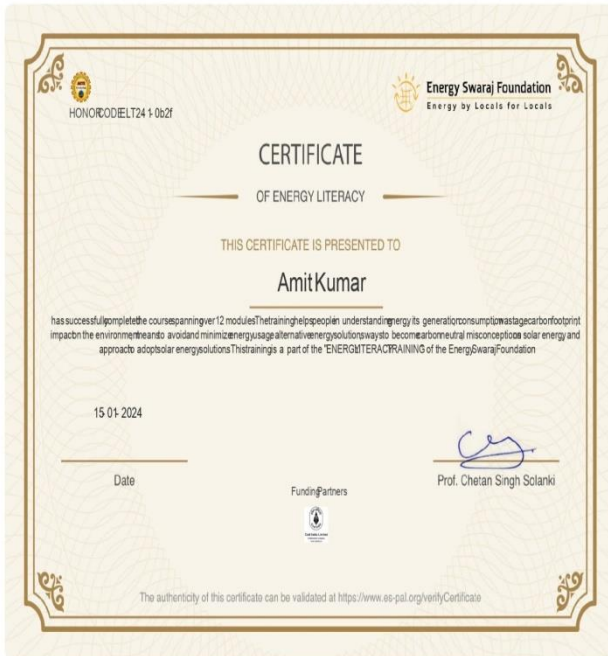 HONORCODEELT24 1-0b2f
Energy Swaraj Foundation
Energy by Locals for Locals
CERTIFICATE
OF ENERGY LITERACY
THIS CERTIFICATE IS PRESENTED TO
Amit Kumar
has successfully completed the course spanning over 12 modules The training helps people in understanding energy its generation consumption wastage carbon footprint
impact on the environment means to avoid and minimize energy usage alternative energy solutions ways to become carbon neutral misconceptions on solar energy and
approach to adopt solar energy solutions This training is a part of the "ENERGY LITERACY TRAINING of the Energy Swaraj Foundation
15 01 2024
Date
Prof. Chetan Singh Solanki
Funding Partners
The authenticity of this certificate can be validated at https://www.es-pal.org/verifyCertificate